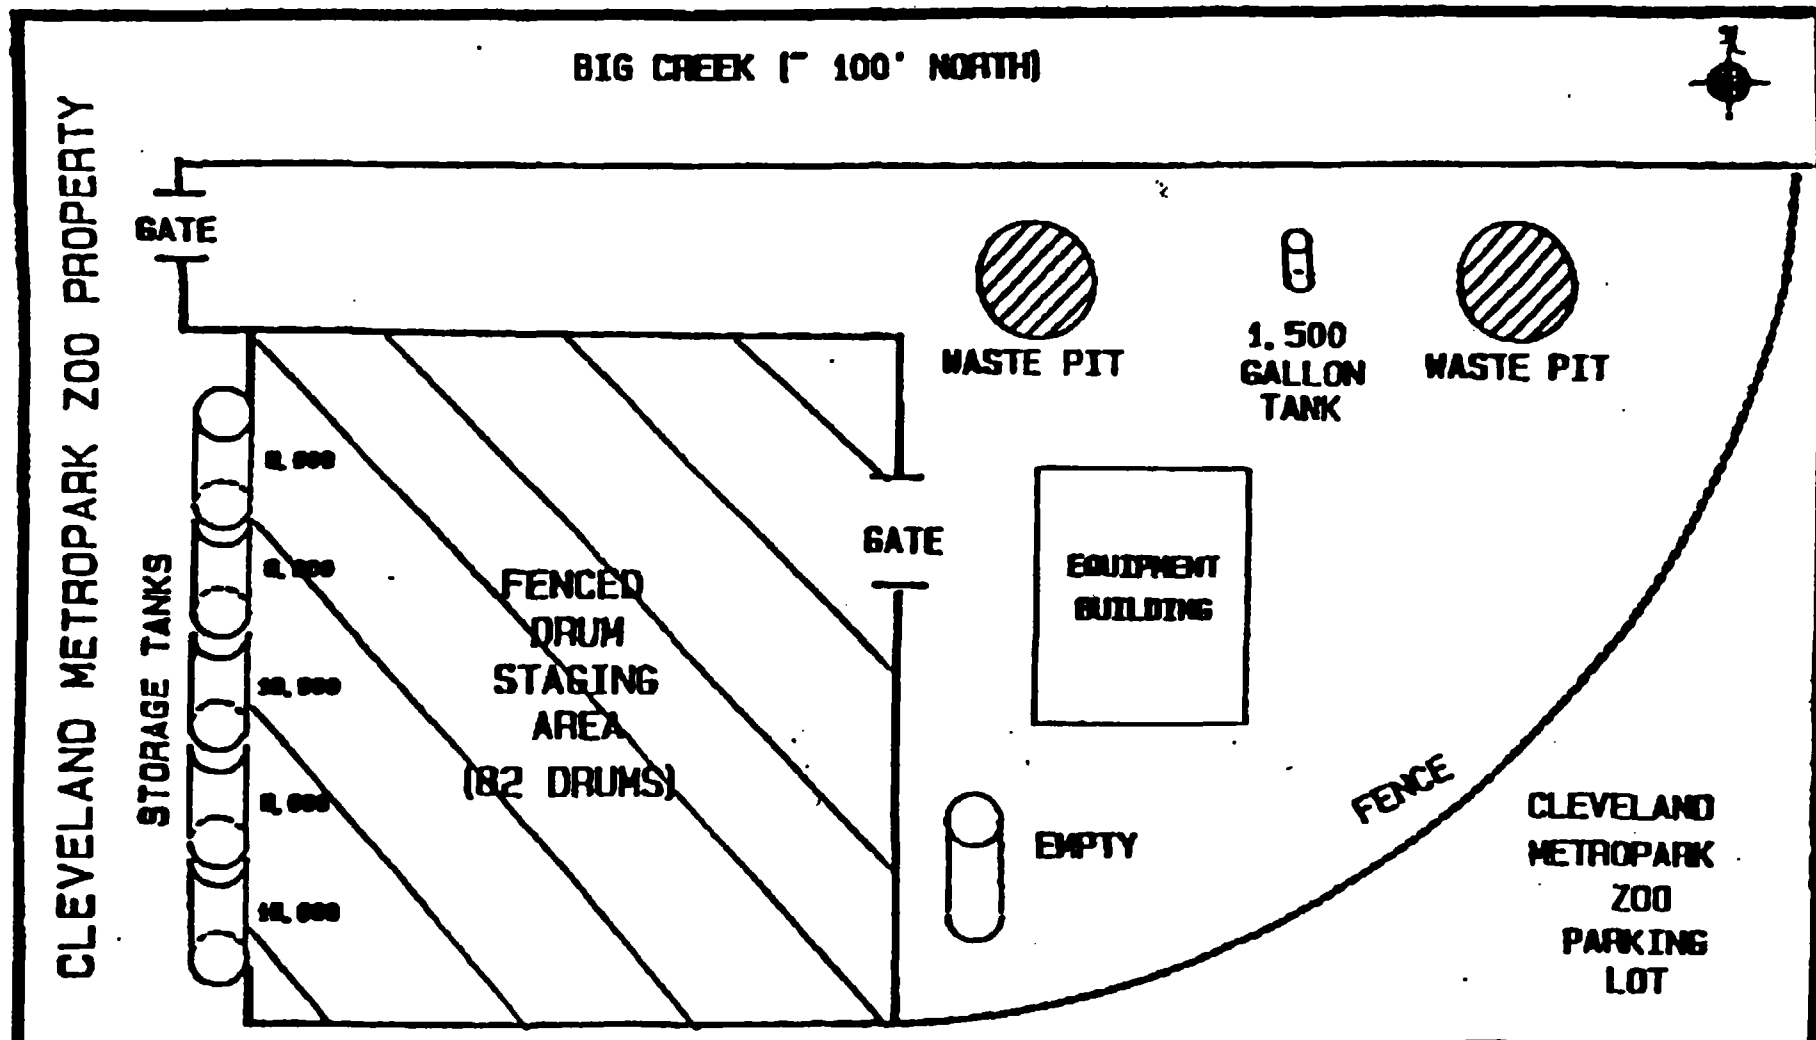 BIG CREEK (~ 100' NORTH)
N
CLEVELAND METROPARK ZOO PROPERTY
GATE
WASTE PIT
1,500
GALLON
TANK
WASTE PIT
STORAGE TANKS
GATE
EQUIPMENT
BUILDING
FENCED
DRUM
STAGING
AREA
(82 DRUMS)
EMPTY
FENCE
CLEVELAND
METROPARK
ZOO
PARKING
LOT